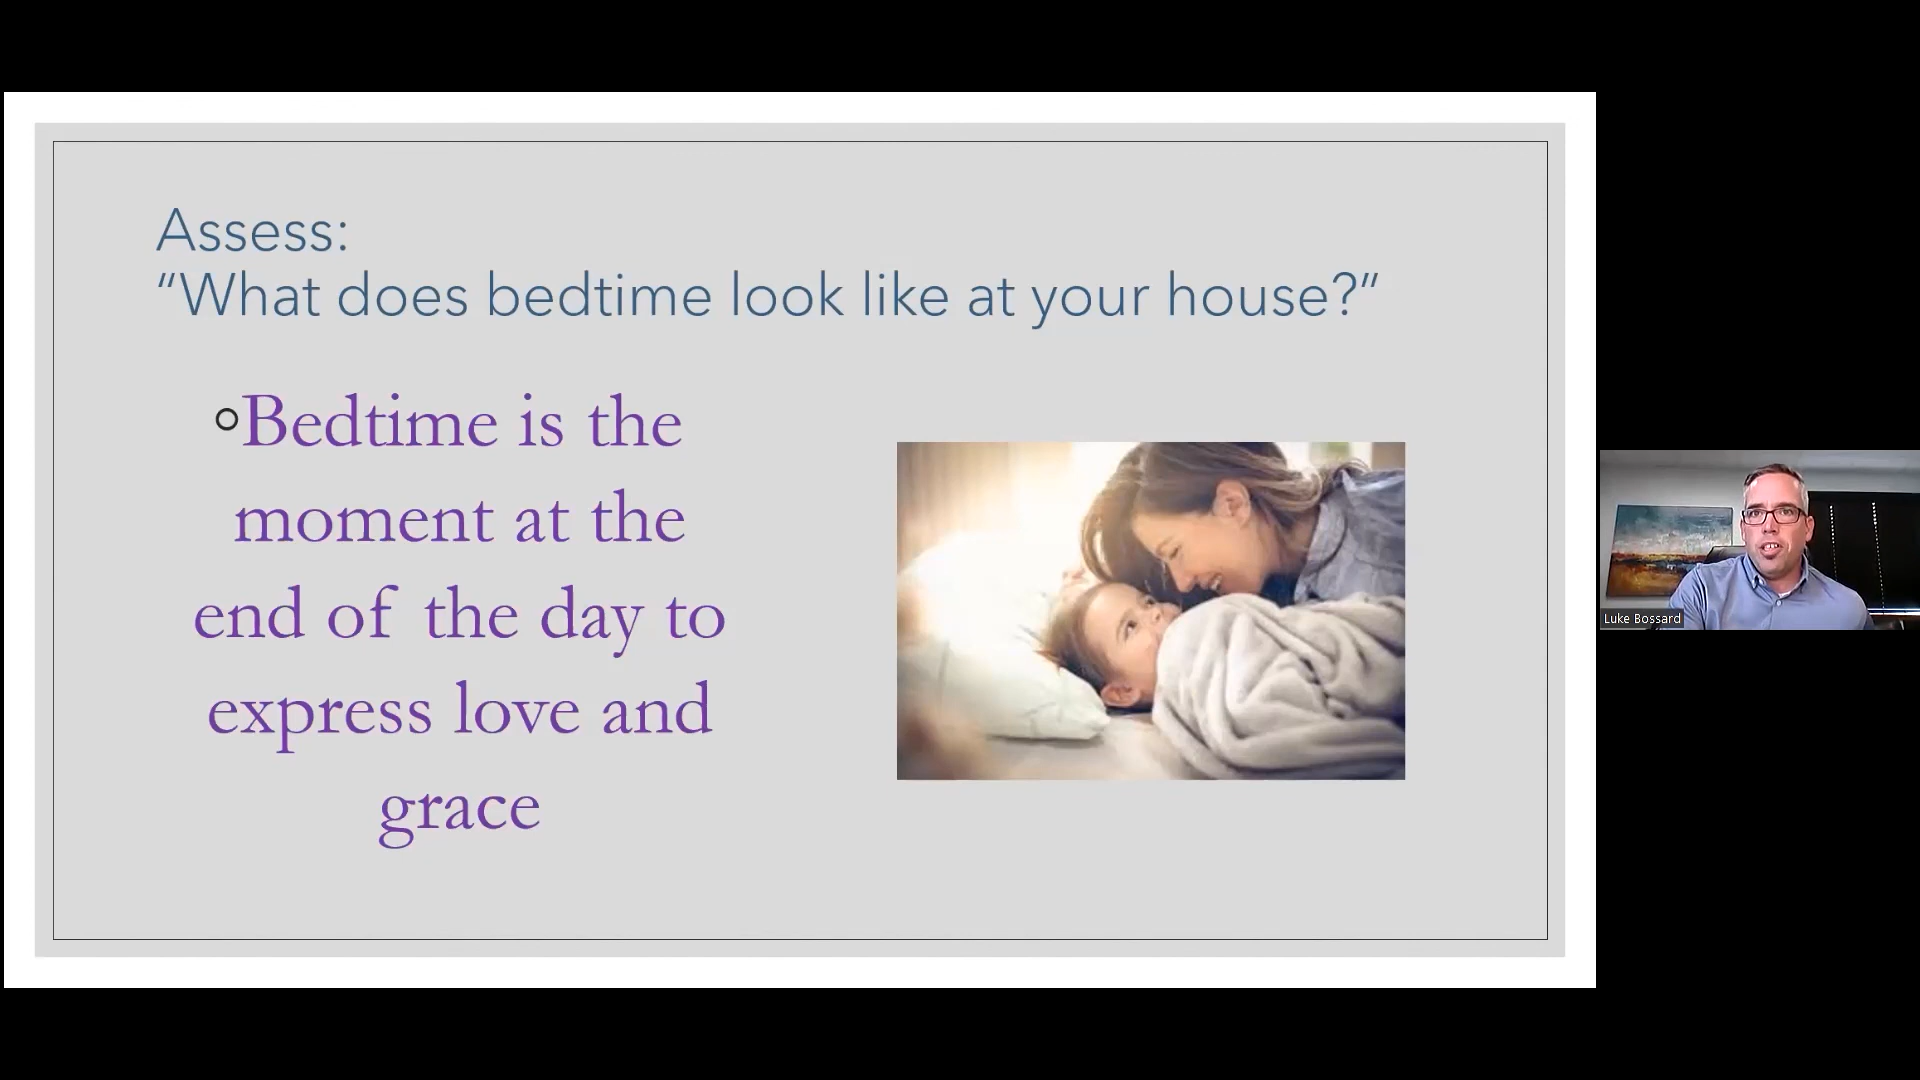 Assess:
“What does bedtime look like at your house?”
Bedtime is the
moment at the
end of the day to
express love and
grace
Luke Bossard